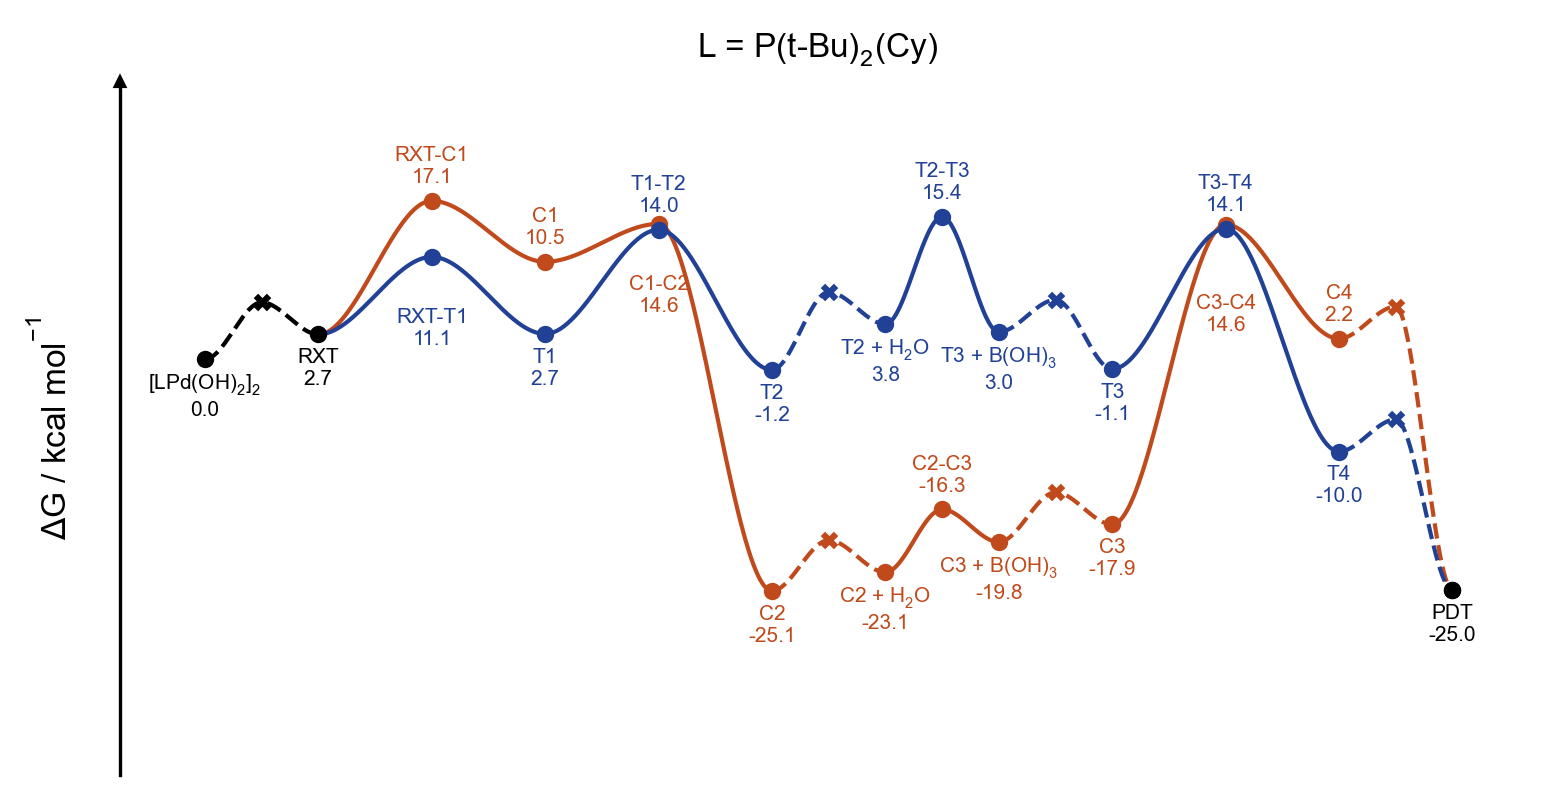 L = P(t-Bu)₂(Cy)
ΔG / kcal mol⁻¹
[LPd(OH)₂]₂
0.0
RXT
2.7
RXT-C1
17.1
RXT-T1
11.1
C1
10.5
T1
2.7
T1-T2
14.0
C1-C2
14.6
T2
-1.2
C2
-25.1
T2 + H₂O
3.8
C2 + H₂O
-23.1
T2-T3
15.4
C2-C3
-16.3
T3 + B(OH)₃
3.0
C3 + B(OH)₃
-19.8
T3
-1.1
C3
-17.9
T3-T4
14.1
C3-C4
14.6
C4
2.2
T4
-10.0
PDT
-25.0